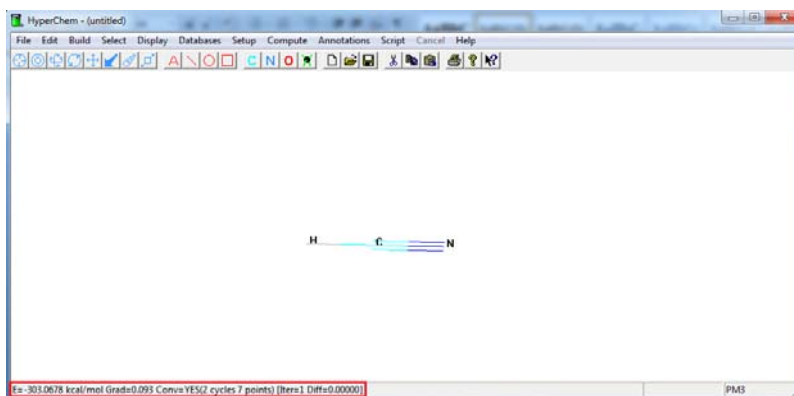 HyperChem - (untitled)
File Edit Build Select Display Databases Setup Compute Annotations Script Cancel Help
A C N O
H C N
E= -303.0678 kcal/mol Grad=0.093 Conv=YES(2 cycles 7 points) [Iter=1 Diff=0.00000]
PM3